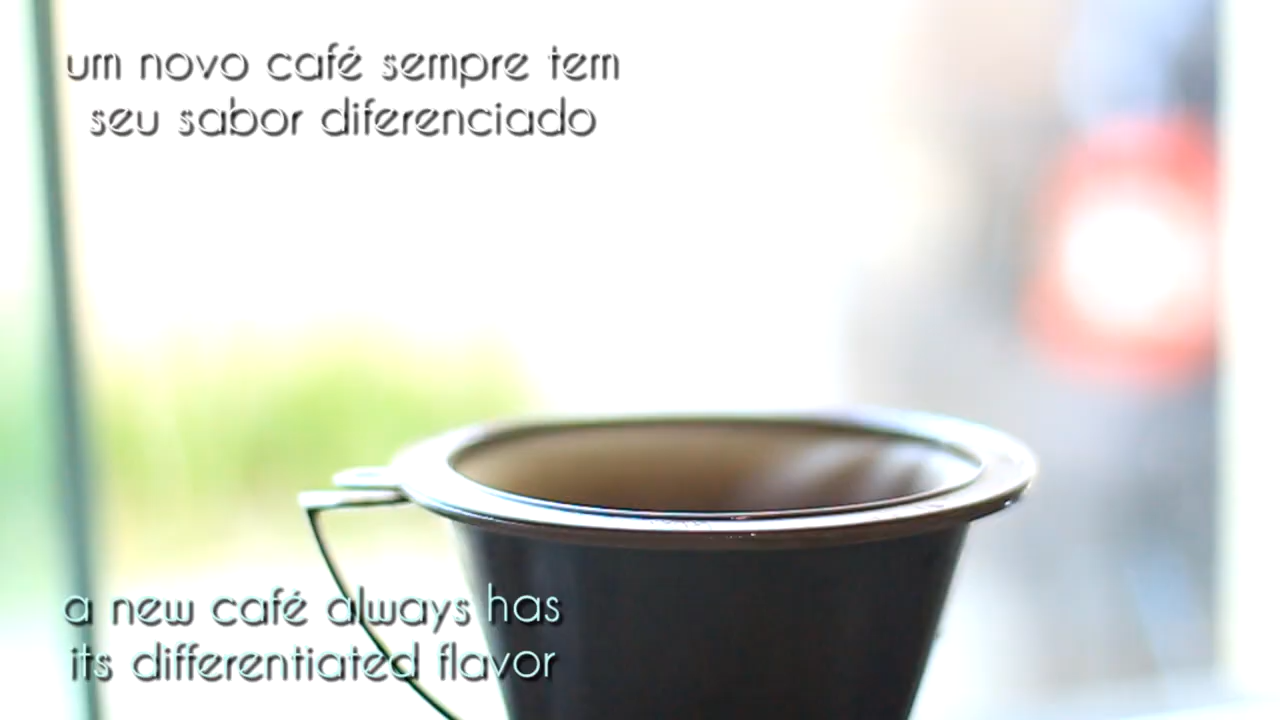 um novo café sempre tem
seu sabor diferenciado
a new café always has
its differentiated flavor